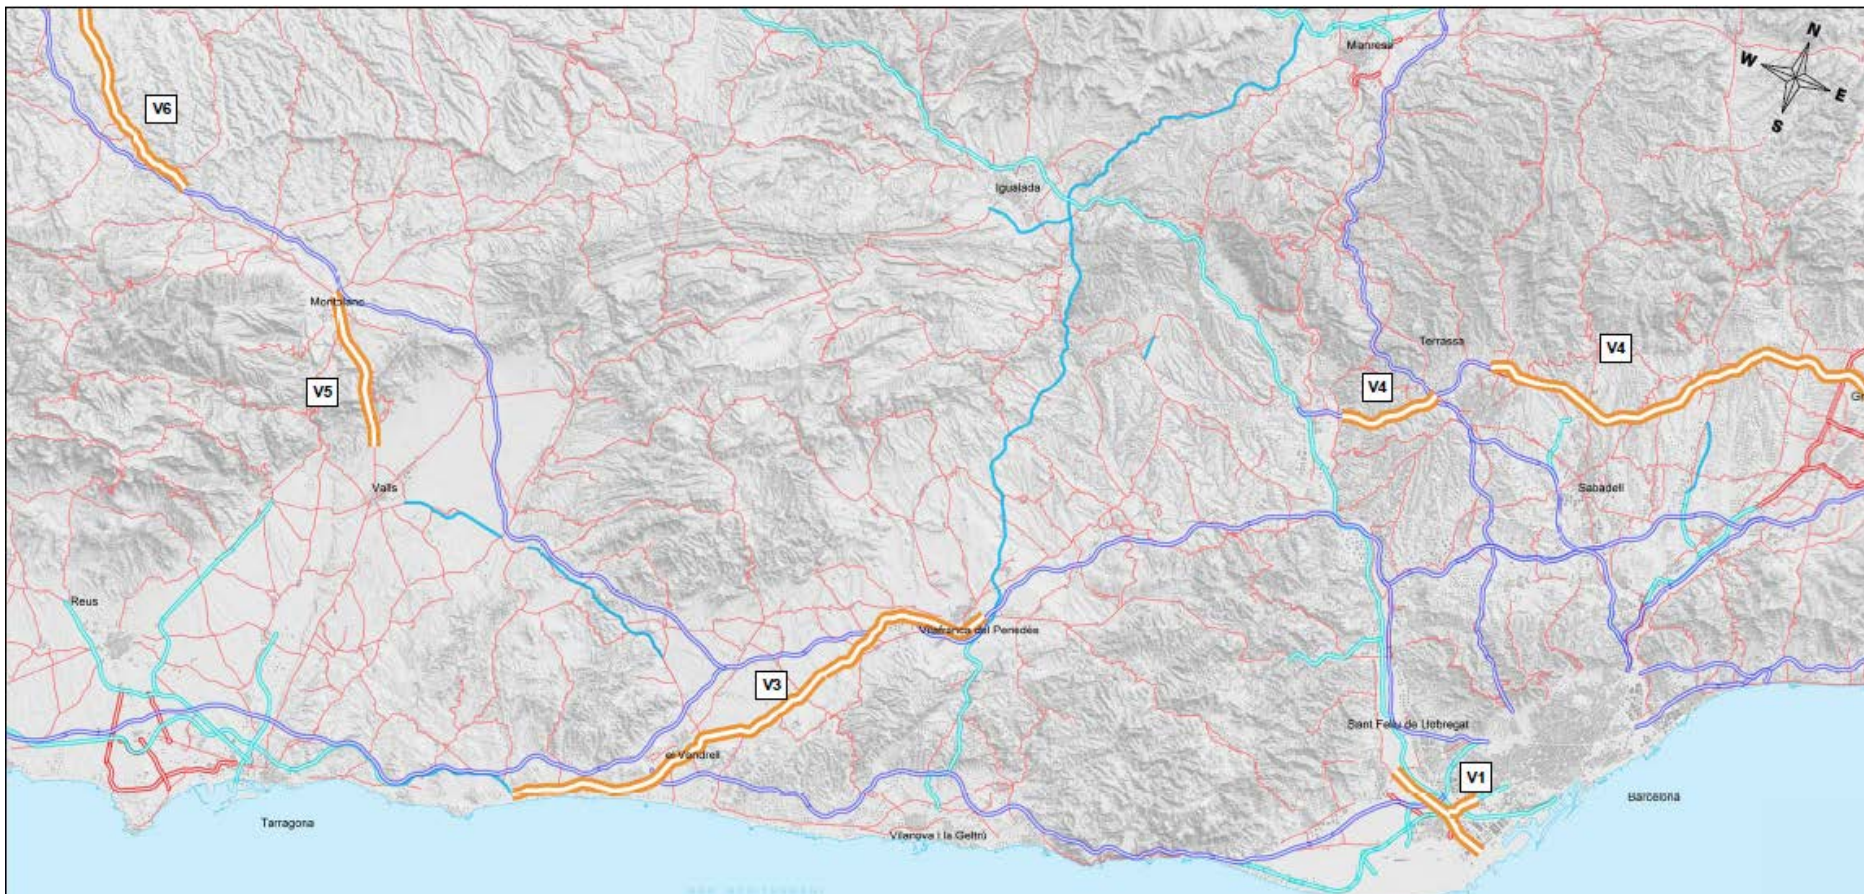 N
Manresa
W
E
V6
S
Igualada
Montblanc
Terrassa
V4
V4
V5
Gr
Valls
Sabadell
Reus
Vilafranca del Penedès
V3
Sant Feliu de Llobregat
el Vendrell
V1
Barcelona
Tarragona
Vilanova i la Geltrú